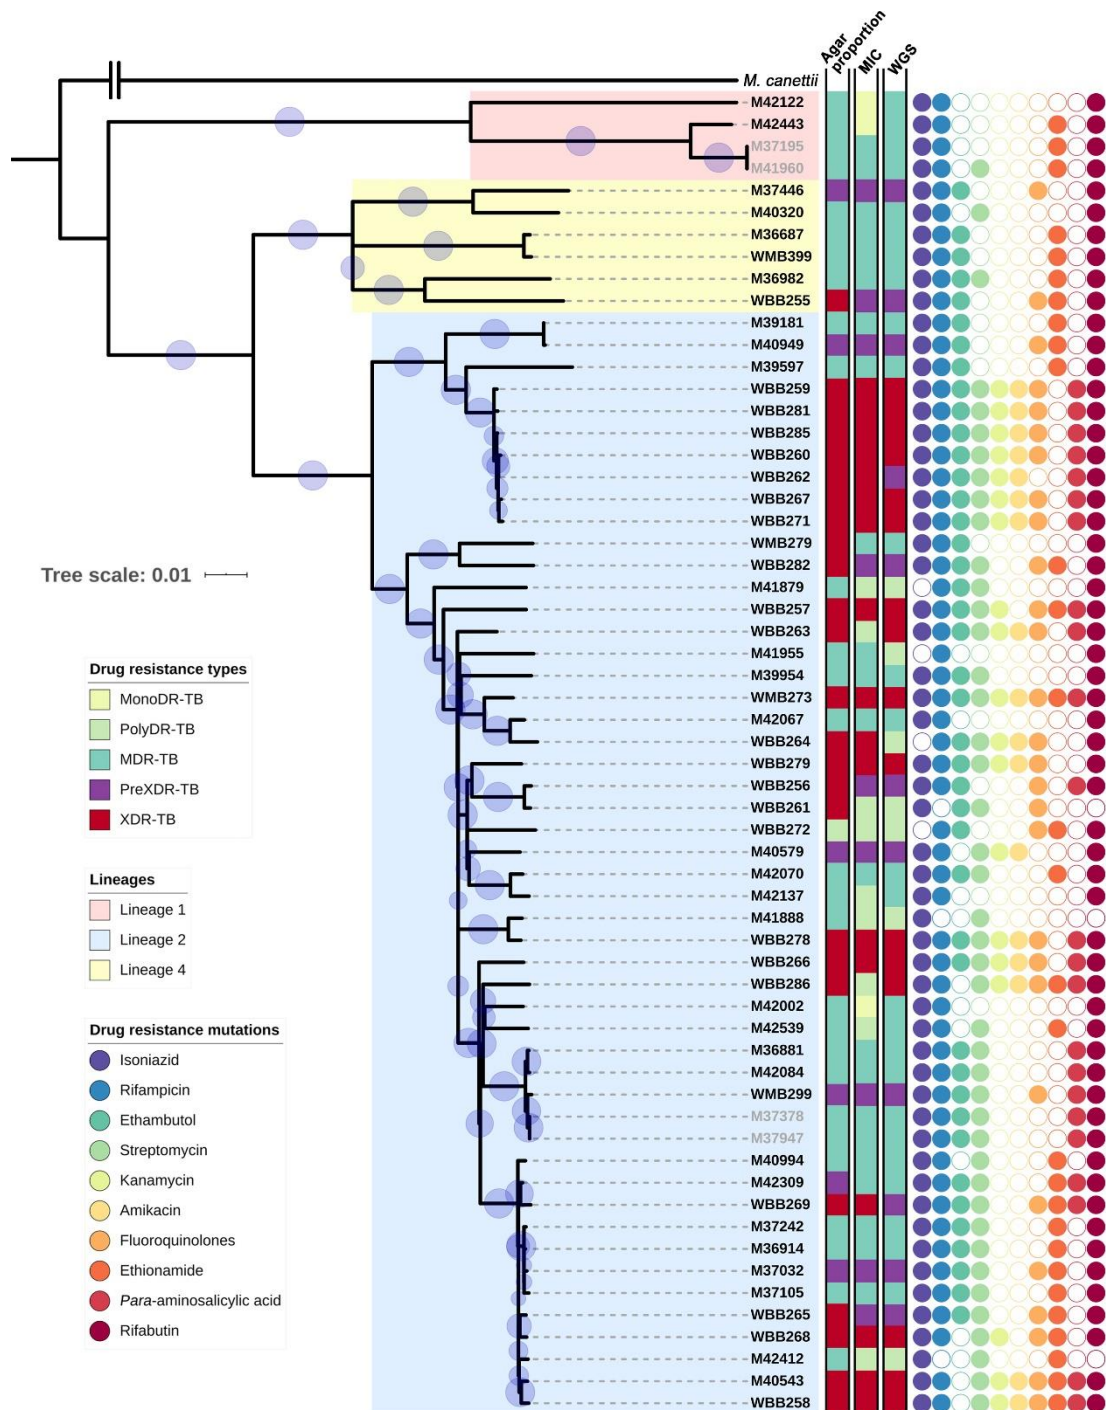 Agar
proportion
MIC
WGS
M. canettii
M42122
M42443
M37195
M41960
M37446
M40320
M36687
WMB399
M36982
WBB255
M39181
M40949
M39597
WBB259
WBB281
WBB285
WBB260
WBB262
WBB267
WBB271
WMB279
WBB282
M41879
WBB257
WBB263
M41955
M39954
WMB273
M42067
WBB264
WBB279
WBB256
WBB261
WBB272
M40579
M42070
M42137
M41888
WBB278
WBB266
WBB286
M42002
M42539
M36881
M42084
WMB299
M37378
M37947
M40994
M42309
WBB269
M37242
M36914
M37032
M37105
WBB265
WBB268
M42412
M40543
WBB258
Tree scale: 0.01
Drug resistance types
MonoDR-TB
PolyDR-TB
MDR-TB
PreXDR-TB
XDR-TB
Lineages
Lineage 1
Lineage 2
Lineage 4
Drug resistance mutations
Isoniazid
Rifampicin
Ethambutol
Streptomycin
Kanamycin
Amikacin
Fluoroquinolones
Ethionamide
Para-aminosalicylic acid
Rifabutin